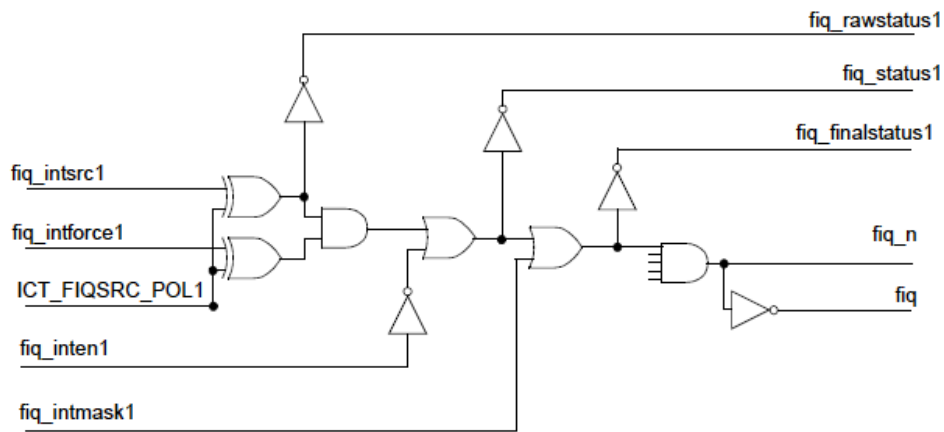 fiq_rawstatus1
fiq_status1
fiq_finalstatus1
fiq_intsrc1
fiq_intforce1
fiq_n
ICT_FIQSRC_POL1
fiq
fiq_inten1
fiq_intmask1